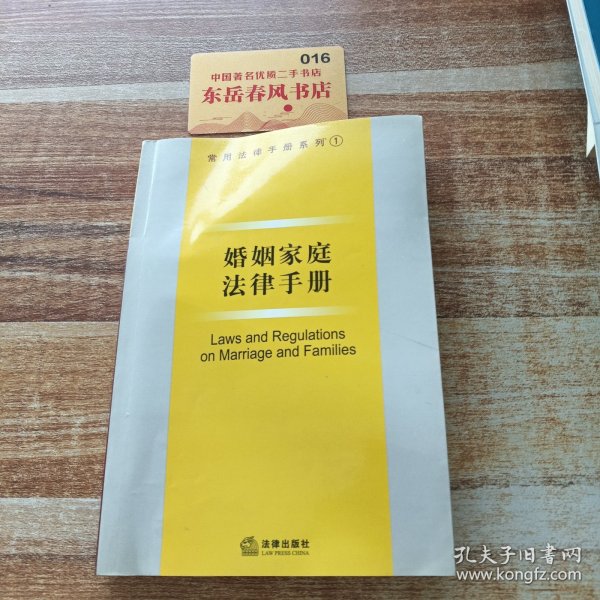 016
中国著名优质二手书店
东岳春风书店
常用法律手册系列①
婚姻家庭
法律手册
Laws and Regulations
on Marriage and Families
法律出版社
LAW PRESS CHINA
孔夫子旧书网
www.kongfz.com